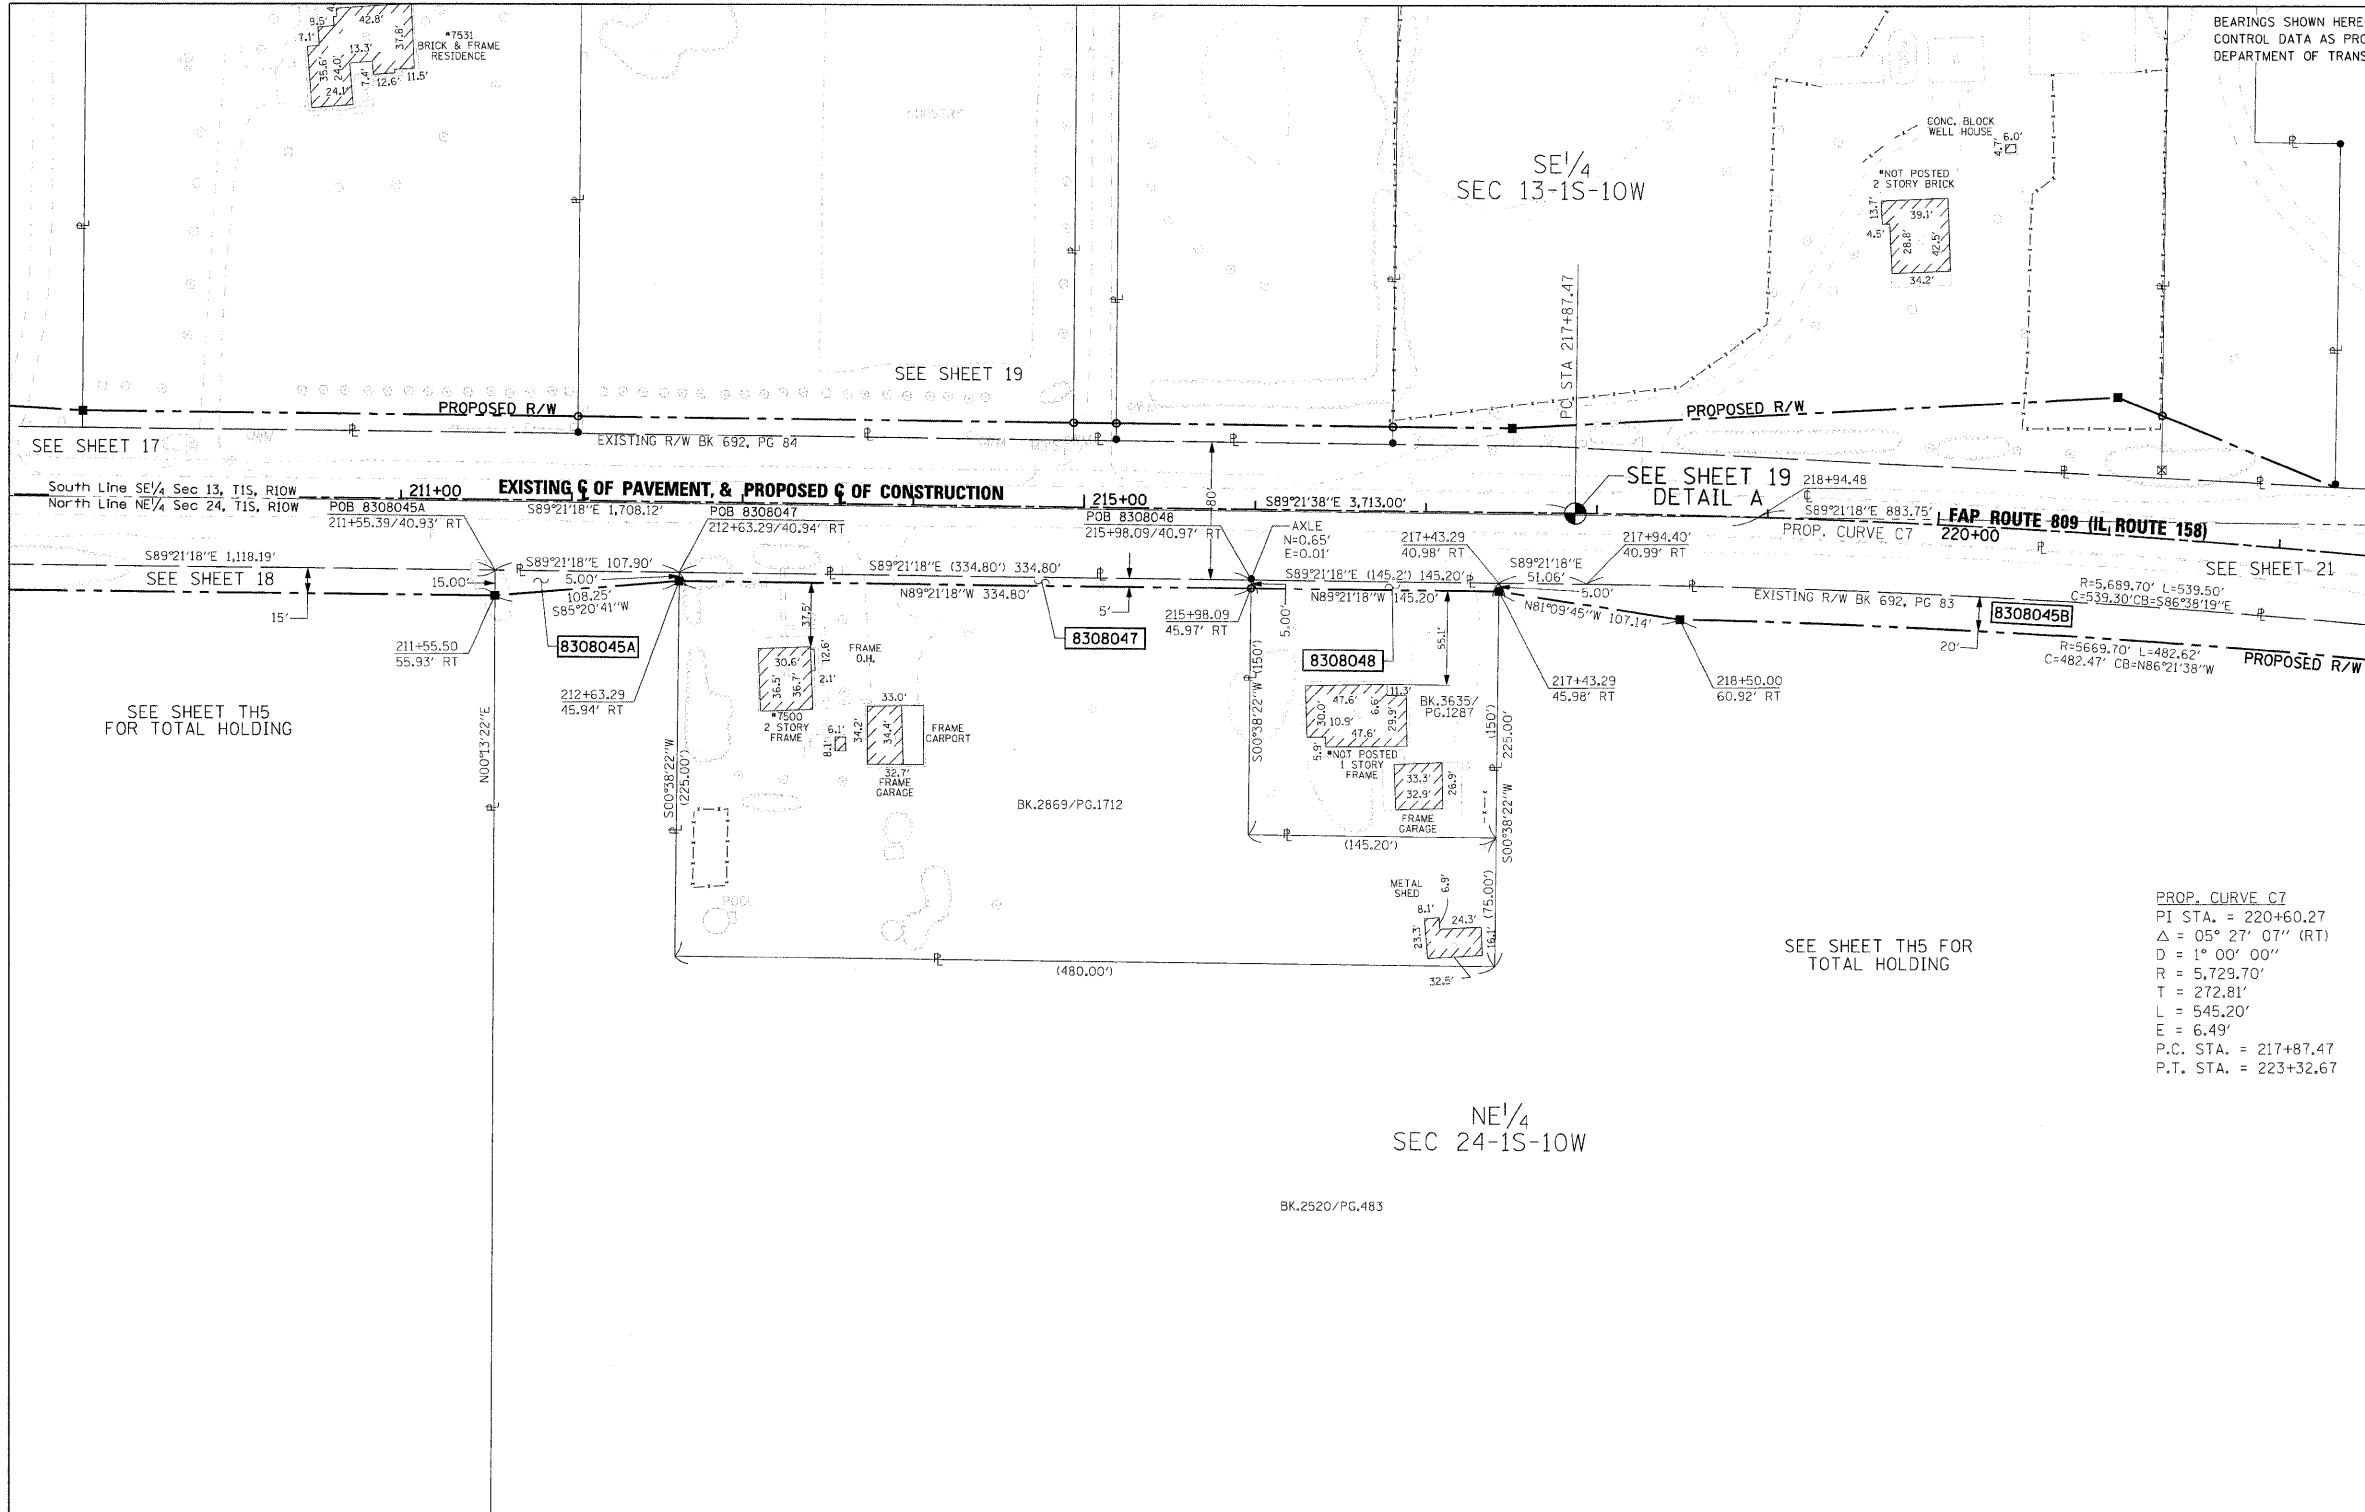 BEARINGS SHOWN HERE
CONTROL DATA AS PRO
DEPARTMENT OF TRANS
9.5'
4
42.8'
7.1'
37.8'
13.3'
35.6'
24.0'
7.4'
24.1'
12.6'
11.5'
*7531
BRICK & FRAME
RESIDENCE
MINISTRY
SE1/4
SEC 13-1S-10W
CONC. BLOCK
WELL HOUSE
6.0'
4.7'
*NOT POSTED
2 STORY BRICK
13.7'
39.1'
4.5'
28.8'
42.5'
34.2'
PC STA 217+87.47
SEE SHEET 19
PROPOSED R/W
PROPOSED R/W
SEE SHEET 17
EXISTING R/W BK 692, PG 84
South Line SE1/4 Sec 13, T1S, R10W
North Line NE1/4 Sec 24, T1S, R10W
211+00
EXISTING ℄ OF PAVEMENT, & PROPOSED ℄ OF CONSTRUCTION
215+00
80'
S89°21'38"E 3,713.00'
SEE SHEET 19
DETAIL A
218+94.48
℄
S89°21'18"E 883.75'
FAP ROUTE 809 (IL ROUTE 158)
220+00
PROP. CURVE C7
POB 8308045A
211+55.39/40.93' RT
S89°21'18"E 1,708.12'
POB 8308047
212+63.29/40.94' RT
POB 8308048
215+98.09/40.97' RT
AXLE
N=0.65'
E=0.01'
217+43.29
40.98' RT
217+94.40'
40.99' RT
S89°21'18"E
51.06'
S89°21'18"E 1,118.19'
SEE SHEET 18
15'
15.00'
S89°21'18"E 107.90'
5.00'
108.25'
S85°20'41"W
S89°21'18"E (334.80') 334.80'
N89°21'18"W 334.80'
5'
S89°21'18"E (145.2') 145.20'
N89°21'18"W 145.20'
5.00'
5.00'
N81°09'45"W 107.14'
EXISTING R/W BK 692, PG 83
SEE SHEET 21
R=5,689.70' L=539.50'
C=539.30'CB=S86°38'19"E
8308045B
20'
R=5669.70' L=482.62'
C=482.47' CB=N86°21'38"W
PROPOSED R/W
211+55.50
55.93' RT
8308045A
212+63.29
45.94' RT
8308047
215+98.09
45.97' RT
8308048
217+43.29
45.98' RT
218+50.00
60.92' RT
SEE SHEET TH5
FOR TOTAL HOLDING
N00°13'22"E
S00°38'22"W
(225.00')
37.5'
30.6'
12.6'
36.5'
36.7'
2.1'
*7500
2 STORY
FRAME
FRAME
O.H.
6.1'
8.1'
33.0'
34.2'
34.4'
32.7'
FRAME
GARAGE
FRAME
CARPORT
S00°38'22"W (150')
55.1'
47.6'
11.3'
6.6'
30.0'
10.9'
29.9'
47.6'
5.9'
*NOT POSTED
1 STORY
FRAME
BK.3635/
PG.1287
33.3'
32.9'
26.9'
FRAME
GARAGE
(150')
225.00'
S00°38'22"W
(145.20')
BK.2869/PG.1712
POOL
METAL
SHED
6.9'
8.1'
24.3'
23.3'
16.1'
(75.00')
32.5'
(480.00')
SEE SHEET TH5 FOR
TOTAL HOLDING
PROP. CURVE C7
PI STA. = 220+60.27
Δ = 05° 27' 07" (RT)
D = 1° 00' 00"
R = 5,729.70'
T = 272.81'
L = 545.20'
E = 6.49'
P.C. STA. = 217+87.47
P.T. STA. = 223+32.67
NE1/4
SEC 24-1S-10W
BK.2520/PG.483